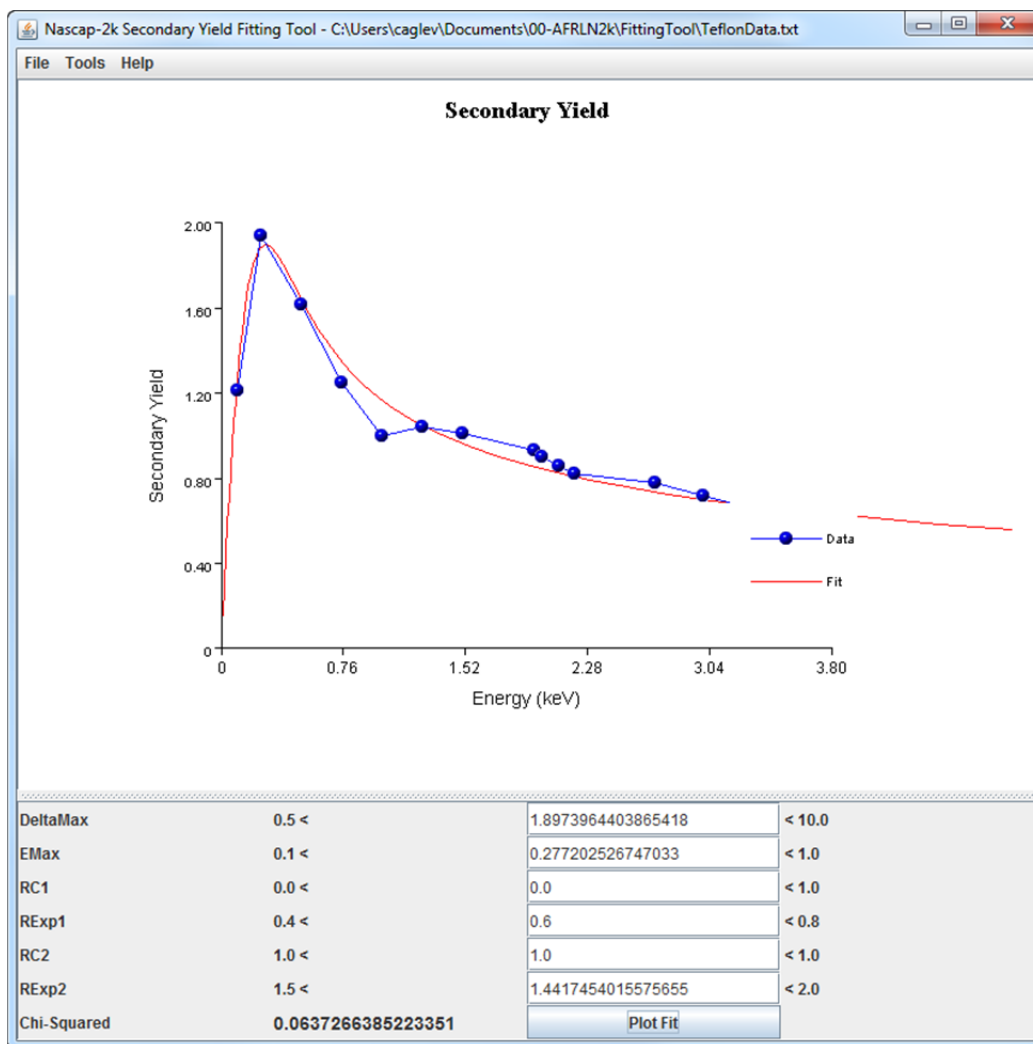 Nascap-2k Secondary Yield Fitting Tool - C:\Users\caglev\Documents\00-AFRLN2k\FittingTool\TeflonData.txt
File Tools Help
Secondary Yield
2.00
1.60
1.20
0.80
0.40
0
Secondary Yield
0 0.76 1.52 2.28 3.04 3.80
Energy (keV)
Data
Fit
DeltaMax 0.5 < 1.8973964403865418 < 10.0
EMax 0.1 < 0.277202526747033 < 1.0
RC1 0.0 < 0.0 < 1.0
RExp1 0.4 < 0.6 < 0.8
RC2 1.0 < 1.0 < 1.0
RExp2 1.5 < 1.4417454015575655 < 2.0
Chi-Squared 0.0637266385223351 Plot Fit